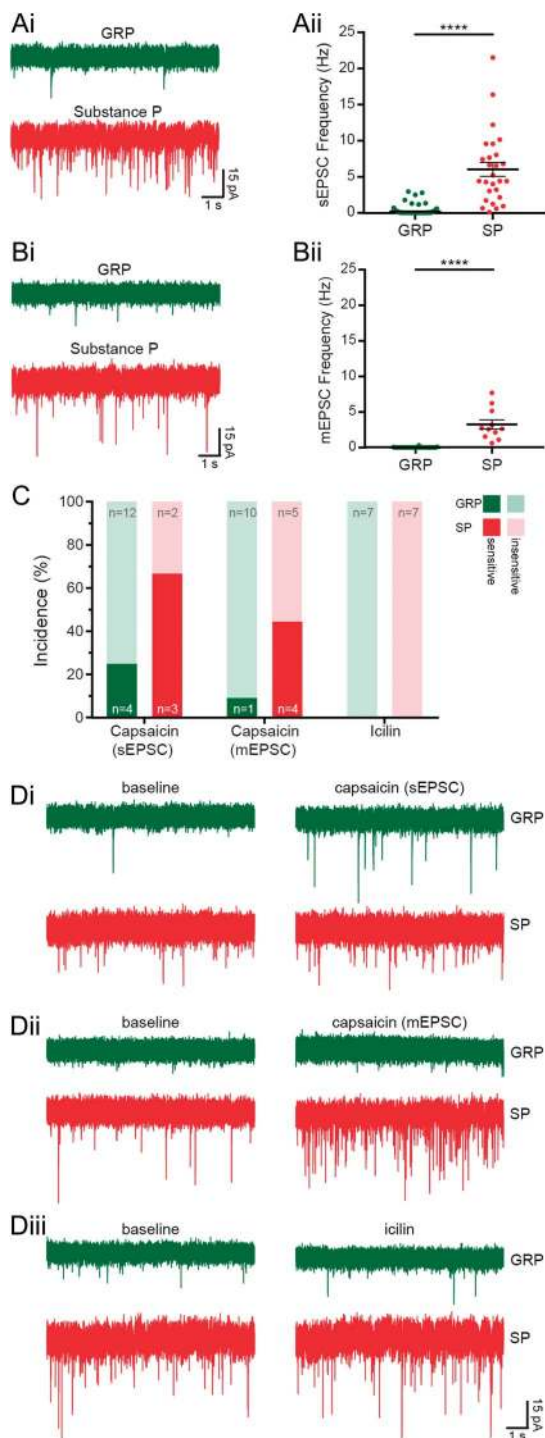 Ai
GRP
Substance P
15 pA
1 s
Aii
****
sEPSC Frequency (Hz)
25
20
15
10
5
0
GRP
SP
Bi
GRP
Substance P
15 pA
1 s
Bii
****
mEPSC Frequency (Hz)
25
20
15
10
5
0
GRP
SP
C
Incidence (%)
100
80
60
40
20
0
n=12
n=2
n=10
n=5
n=7
n=7
n=4
n=3
n=1
n=4
Capsaicin
(sEPSC)
Capsaicin
(mEPSC)
Icilin
GRP
SP
sensitive
insensitive
Di
baseline
capsaicin (sEPSC)
GRP
SP
Dii
baseline
capsaicin (mEPSC)
GRP
SP
Diii
baseline
icilin
GRP
SP
15 pA
1 s